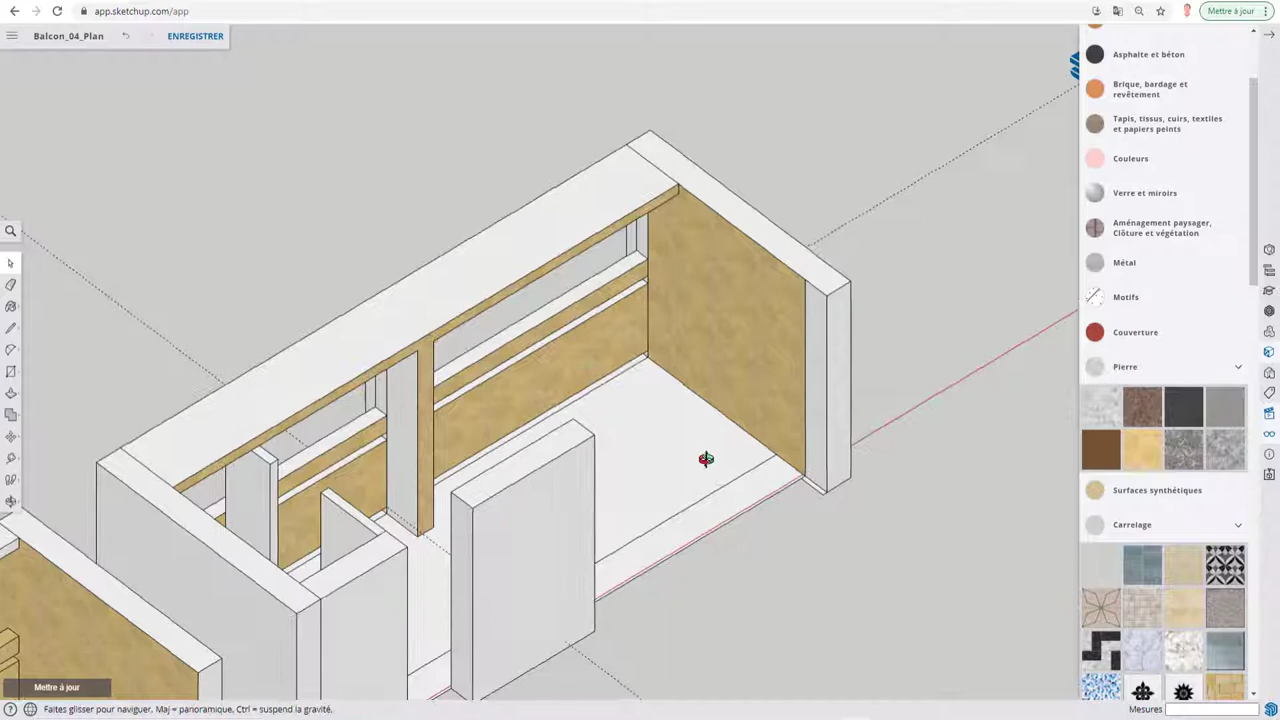 app.sketchup.com/app
Mettre à jour
Balcon_04_Plan
ENREGISTRER
Asphalte et béton
Brique, bardage et
revêtement
Tapis, tissus, cuirs, textiles
et papiers peints
Couleurs
Verre et miroirs
Aménagement paysager,
Clôture et végétation
Métal
Motifs
Couverture
Pierre
Surfaces synthétiques
Carrelage
Mettre à jour
Faites glisser pour naviguer. Maj = panoramique, Ctrl = suspend la gravité.
Mesures